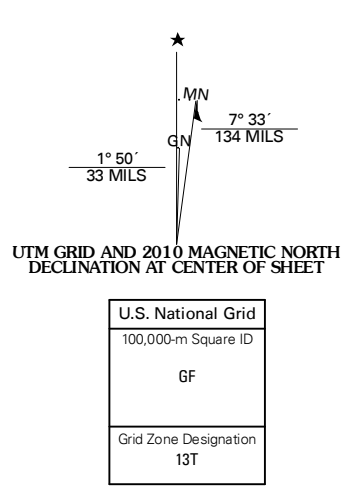 MN
7° 33´
134 MILS
GN
1° 50´
33 MILS
UTM GRID AND 2010 MAGNETIC NORTH
DECLINATION AT CENTER OF SHEET
U.S. National Grid
100,000-m Square ID
GF
Grid Zone Designation
13T